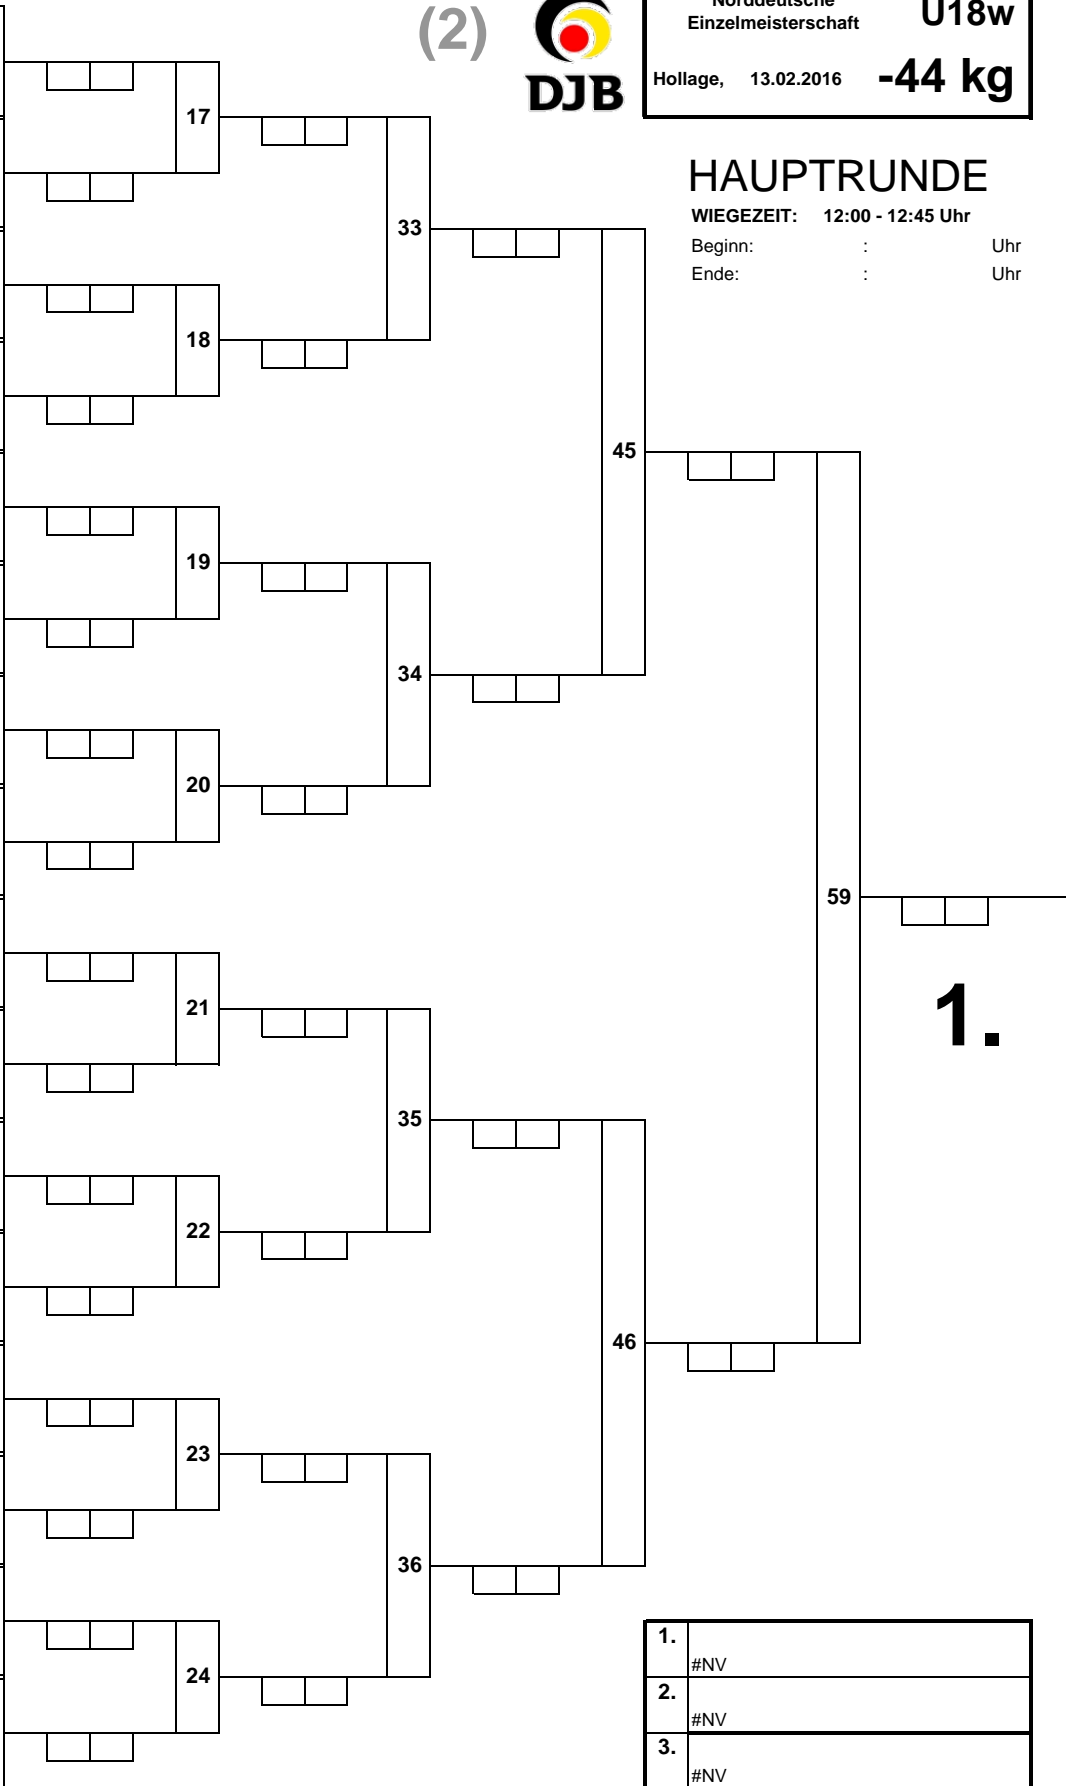 (2)
DJB
Norddeutsche
Einzelmeisterschaft
U18w
Hollage, 13.02.2016 -44 kg
HAUPTRUNDE
WIEGEZEIT: 12:00 - 12:45 Uhr
Beginn: : Uhr
Ende: : Uhr
17
33
18
45
19
34
20
59
21
1.
35
22
46
23
36
24
1.
#NV
2.
#NV
3.
#NV